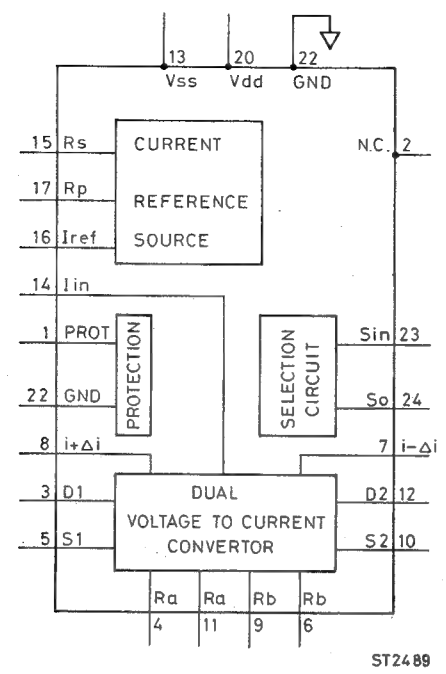 13 20 22
Vss Vdd GND
N.C. 2
15 Rs
17 Rp
16 Iref
CURRENT
REFERENCE
SOURCE
14 Iin
1 PROT
22 GND
PROTECTION
SELECTION
CIRCUIT
Sin 23
So 24
8 i+Δi
7 i-Δi
3 D1
5 S1
DUAL
VOLTAGE TO CURRENT
CONVERTOR
D2 12
S2 10
Ra Ra Rb Rb
4 11 9 6
ST2489